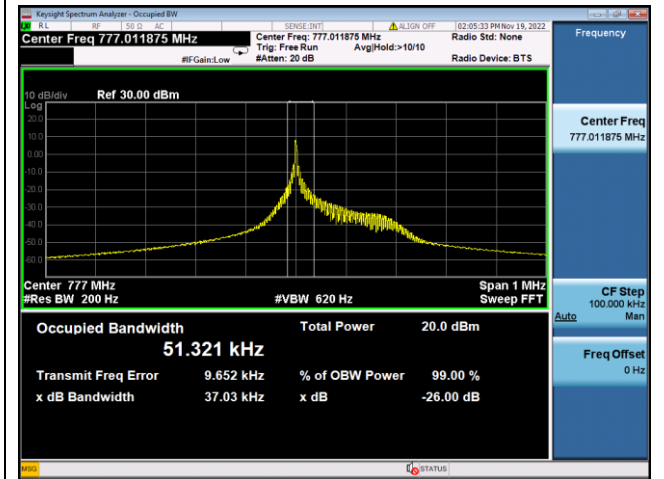 Keysight Spectrum Analyzer - Occupied BW
RL RF 50 Ω AC SENSE:INT ALIGN OFF 02:05:33 PM Nov 19, 2022
Center Freq 777.011875 MHz Center Freq: 777.011875 MHz Radio Std: None Frequency
Trig: Free Run Avg|Hold:>10/10
#IFGain:Low #Atten: 20 dB Radio Device: BTS
10 dB/div Ref 30.00 dBm
Log
20.0
10.0
0.00
-10.0
-20.0
-30.0
-40.0
-50.0
-60.0
Center Freq
777.011875 MHz
Center 777 MHz Span 1 MHz
#Res BW 200 Hz #VBW 620 Hz Sweep FFT
CF Step
100.000 kHz
Auto Man
Occupied Bandwidth Total Power 20.0 dBm
51.321 kHz
Freq Offset
0 Hz
Transmit Freq Error 9.652 kHz % of OBW Power 99.00 %
x dB Bandwidth 37.03 kHz x dB -26.00 dB
MSG STATUS